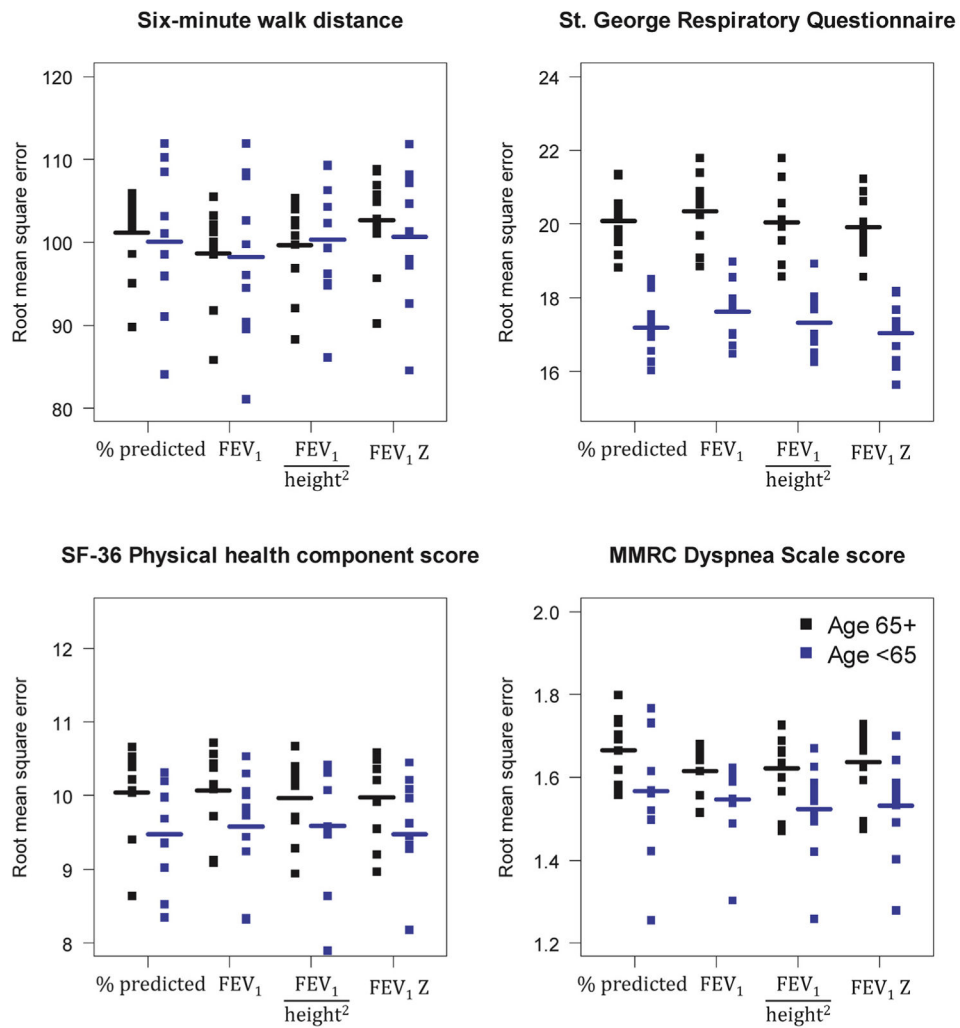 Six-minute walk distance
Root mean square error
120
110
100
90
80
% predicted FEV₁ FEV₁ FEV₁ Z
height²
St. George Respiratory Questionnaire
Root mean square error
24
22
20
18
16
% predicted FEV₁ FEV₁ FEV₁ Z
height²
SF-36 Physical health component score
Root mean square error
12
11
10
9
8
% predicted FEV₁ FEV₁ FEV₁ Z
height²
MMRC Dyspnea Scale score
Root mean square error
2.0
1.8
1.6
1.4
1.2
Age 65+
Age <65
% predicted FEV₁ FEV₁ FEV₁ Z
height²